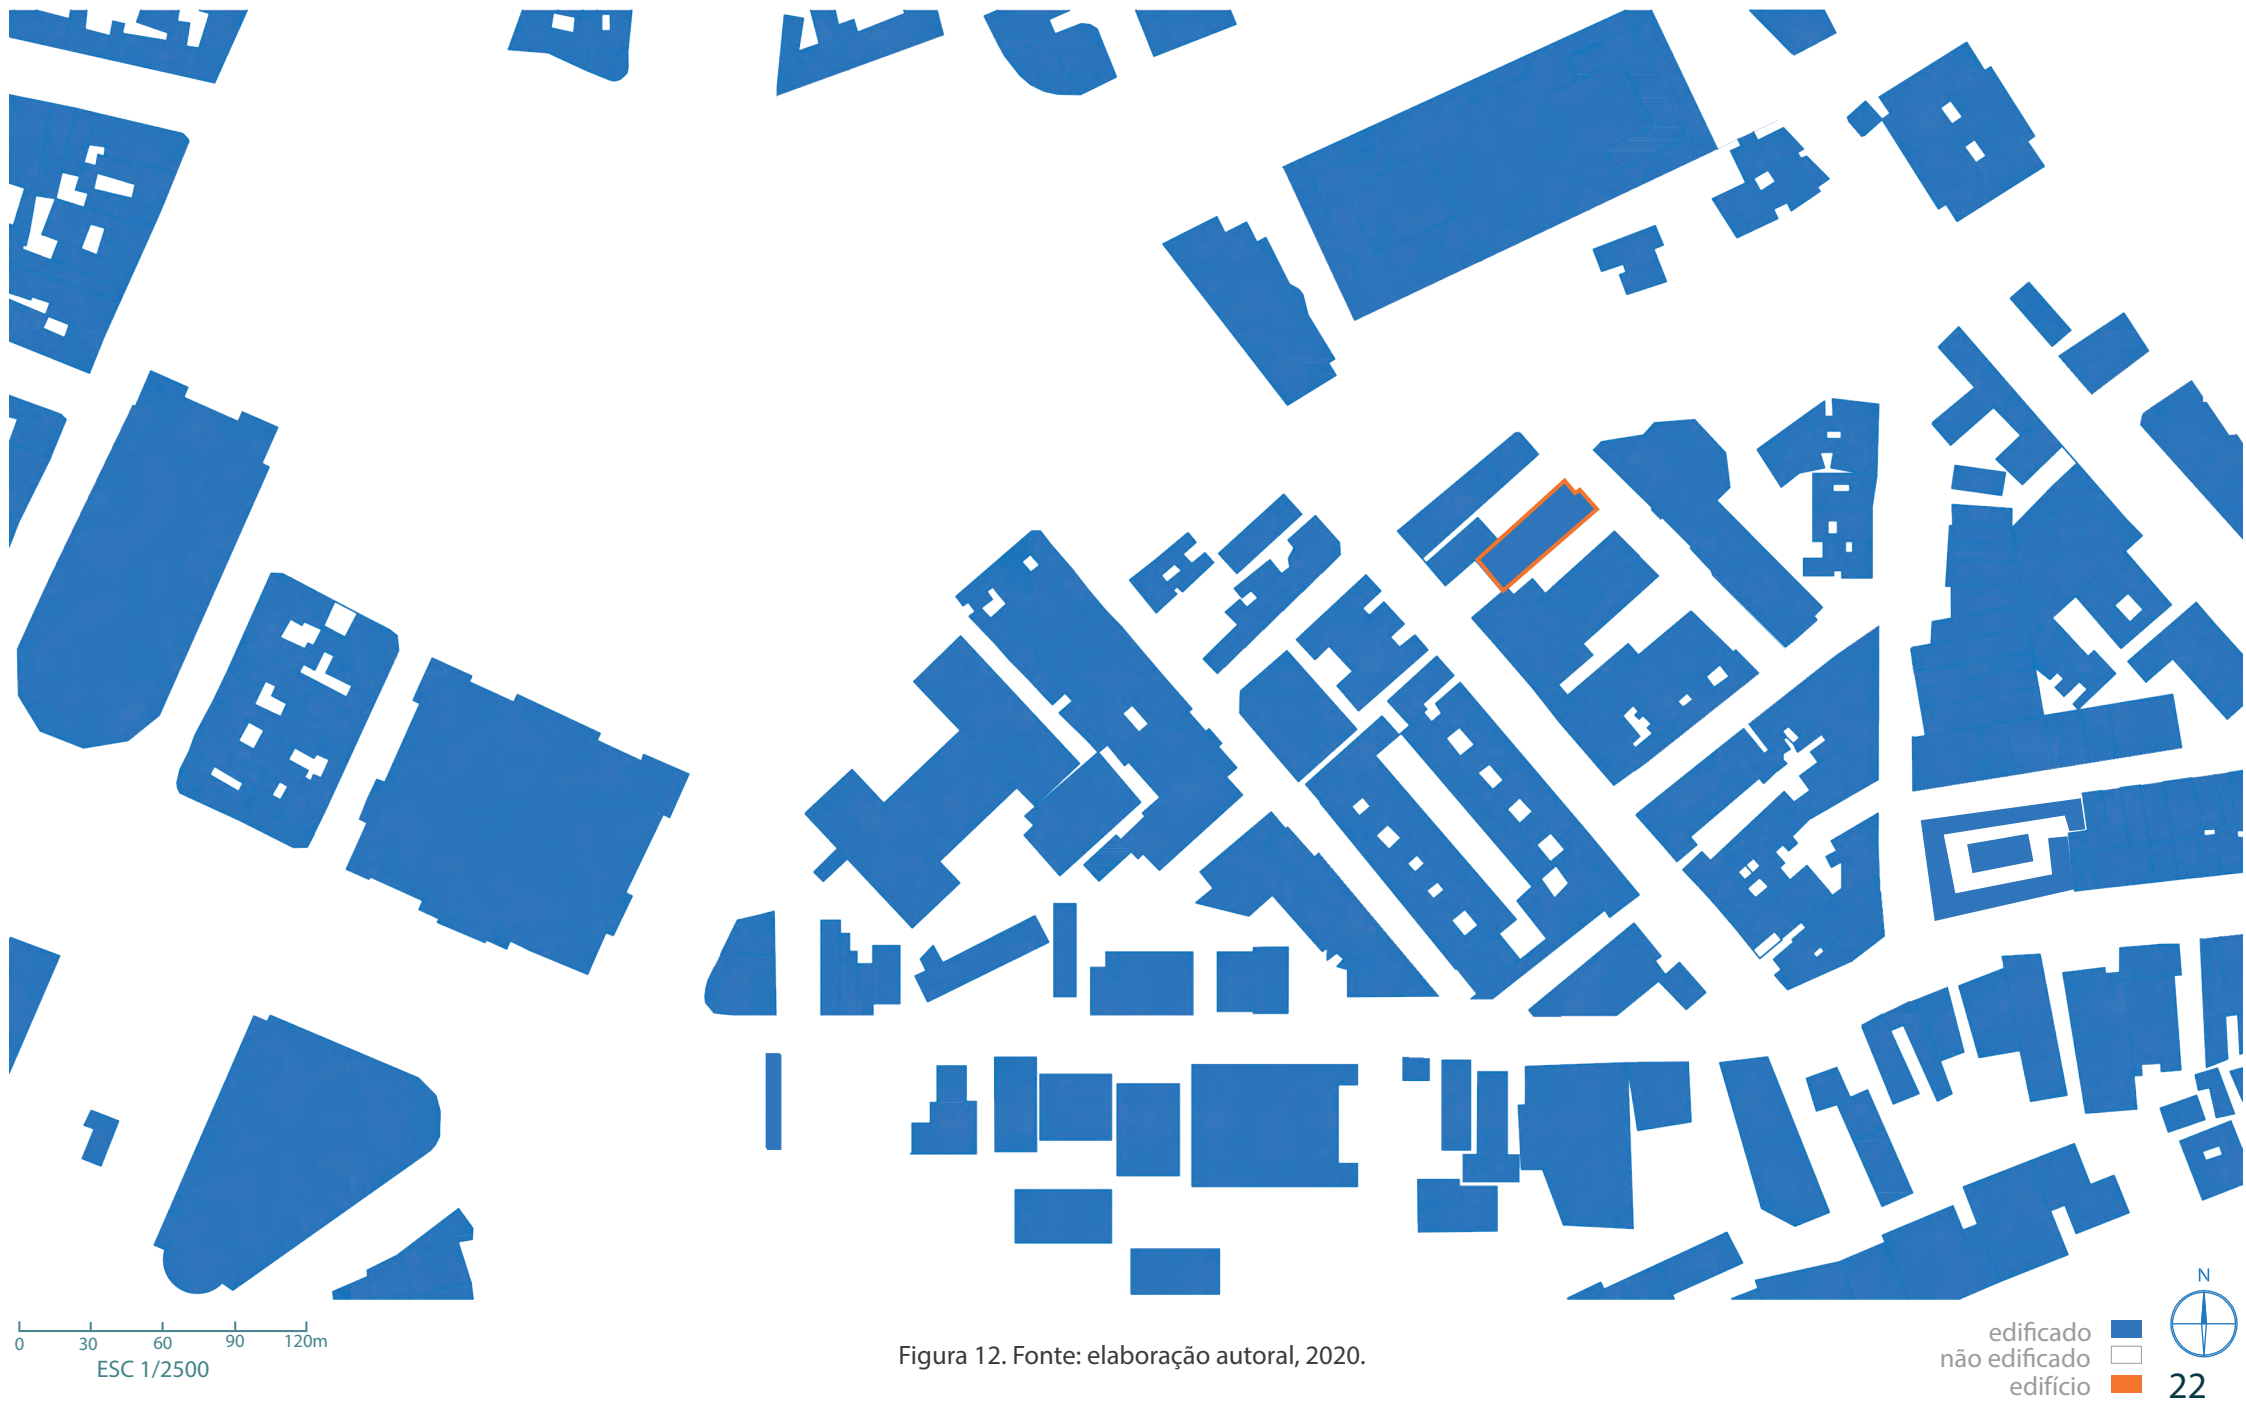 N
0 30 60 90 120m
ESC 1/2500
Figura 12. Fonte: elaboração autoral, 2020.
edificado
não edificado
edifício
22